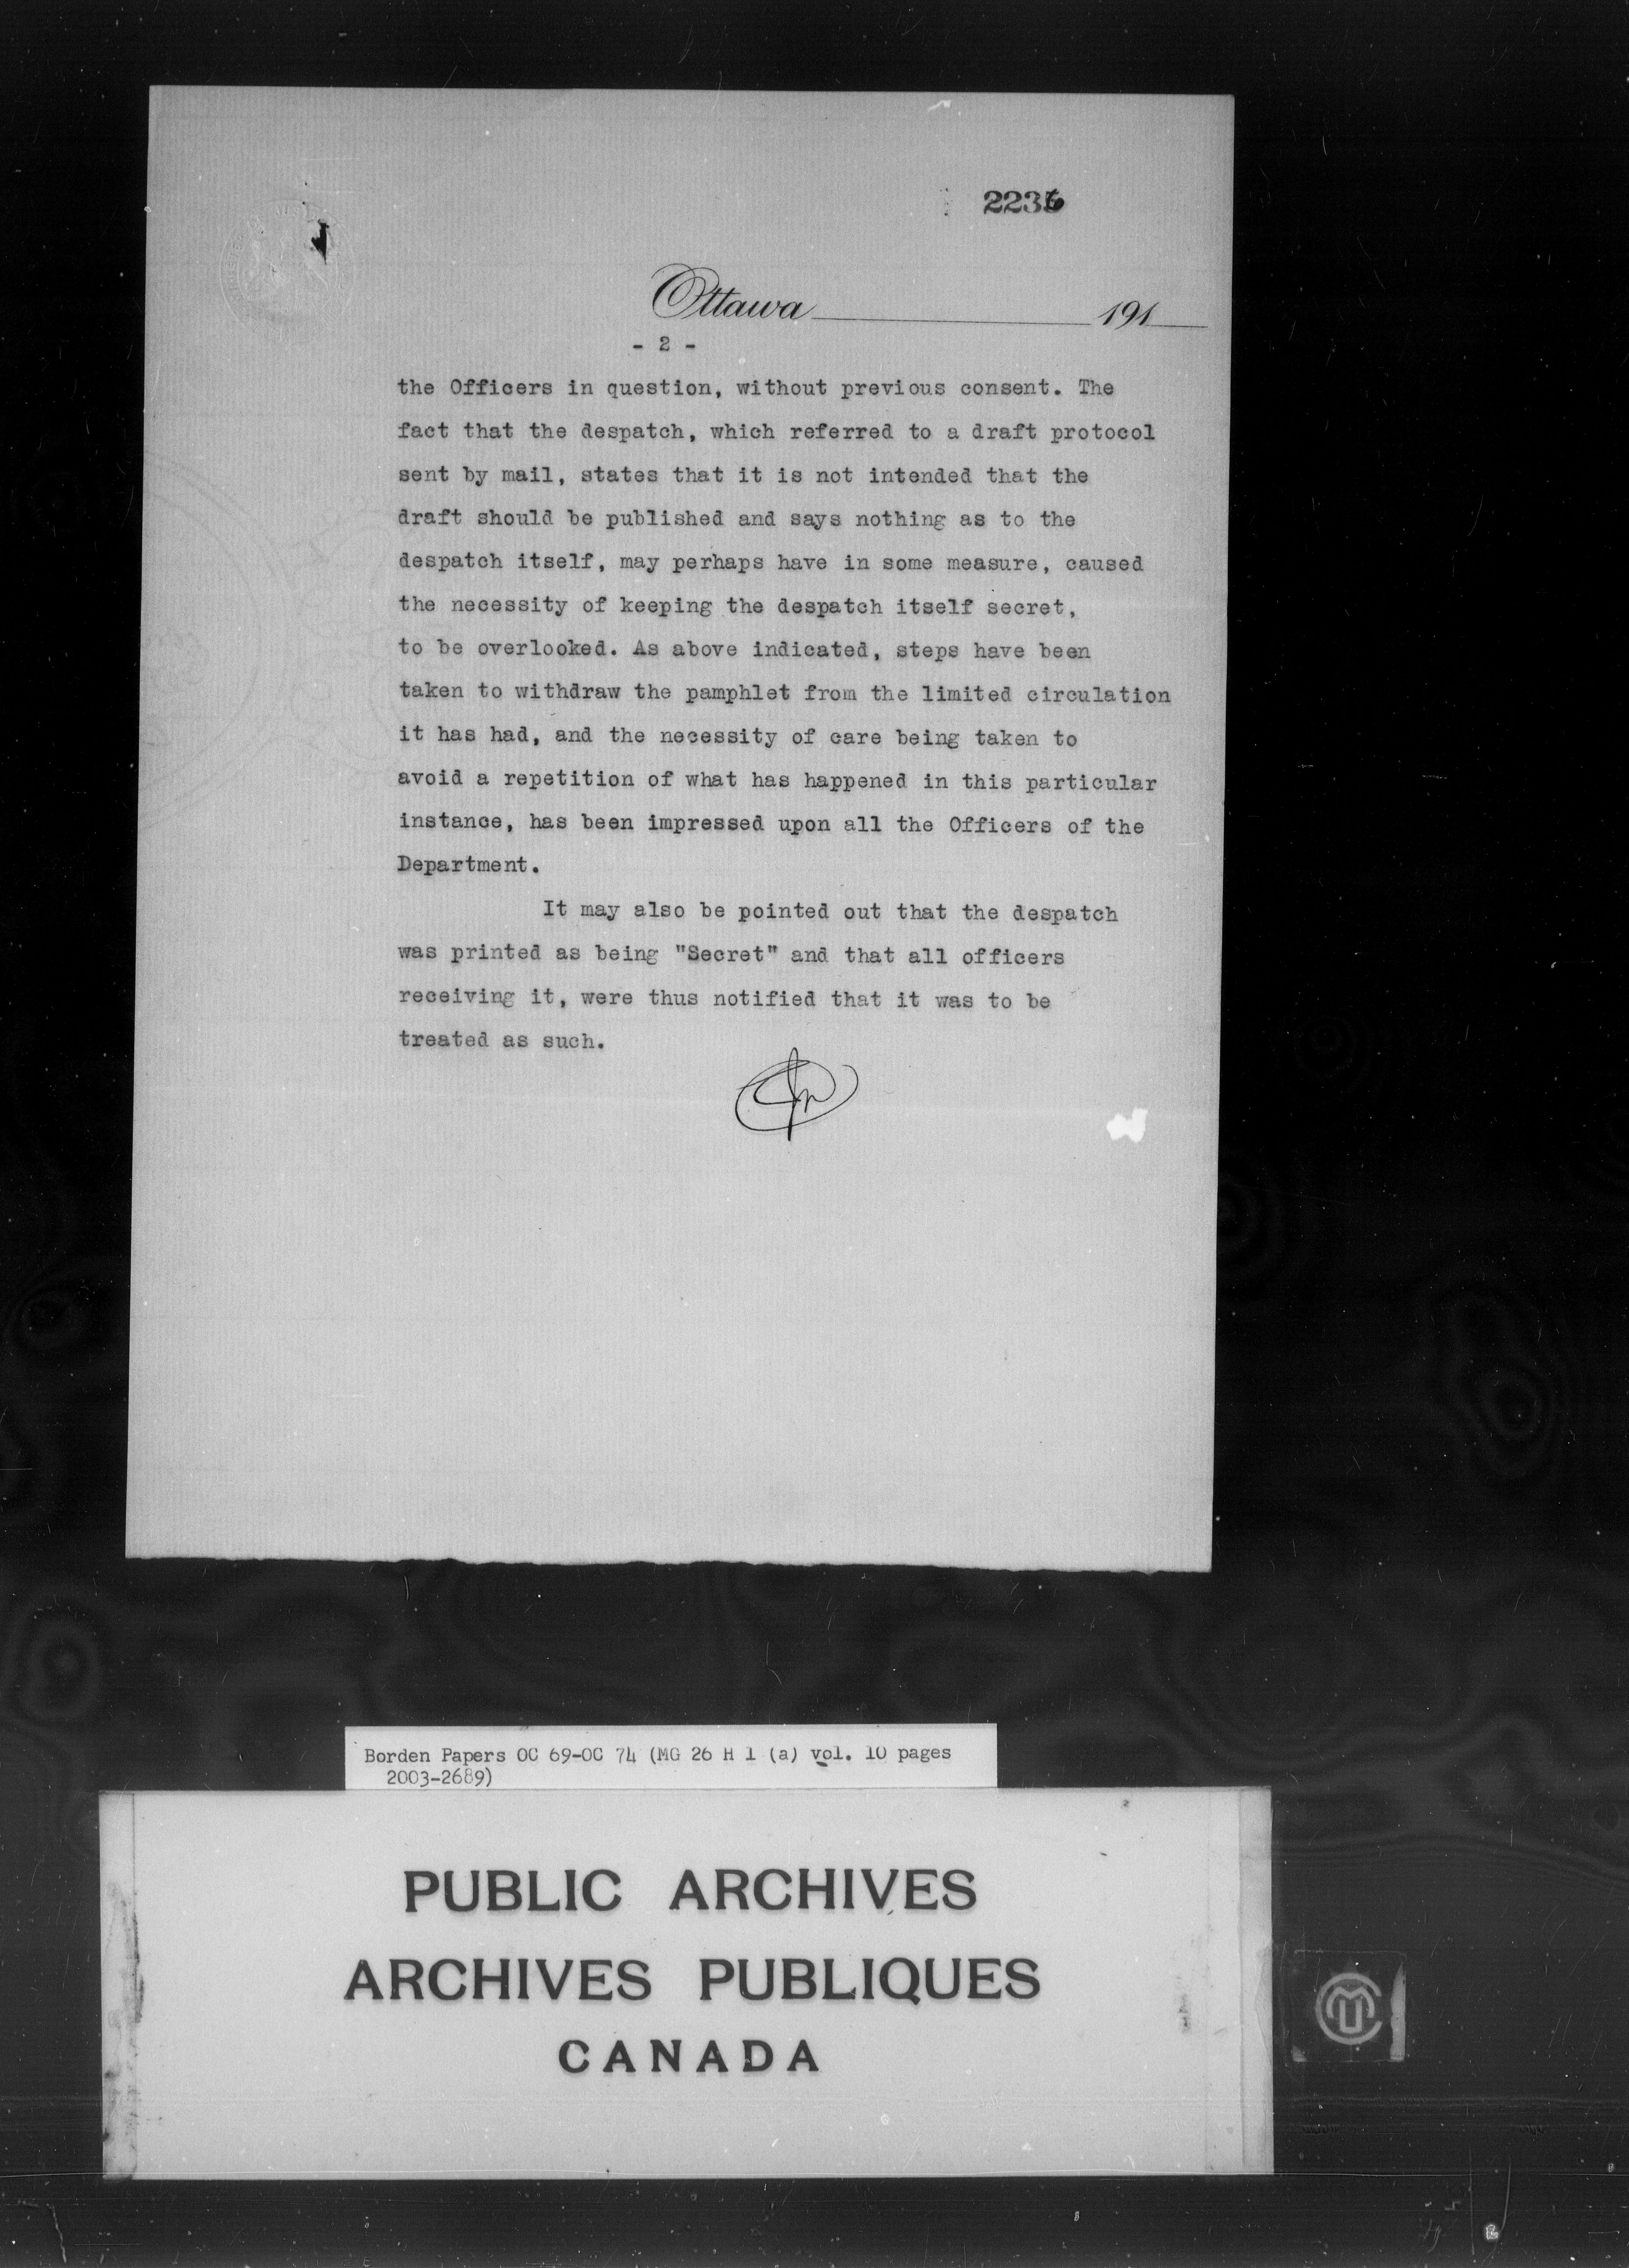 2236
Ottawa 191
- 2 -
the Officers in question, without previous consent. The
fact that the despatch, which referred to a draft protocol
sent by mail, states that it is not intended that the
draft should be published and says nothing as to the
despatch itself, may perhaps have in some measure, caused
the necessity of keeping the despatch itself secret,
to be overlooked. As above indicated, steps have been
taken to withdraw the pamphlet from the limited circulation
it has had, and the necessity of care being taken to
avoid a repetition of what has happened in this particular
instance, has been impressed upon all the Officers of the
Department.
It may also be pointed out that the despatch
was printed as being "Secret" and that all officers
receiving it, were thus notified that it was to be
treated as such.
Borden Papers OC 69-OC 74 (MG 26 H 1 (a) vol. 10 pages
2003-2689)
PUBLIC ARCHIVES
ARCHIVES PUBLIQUES
CANADA